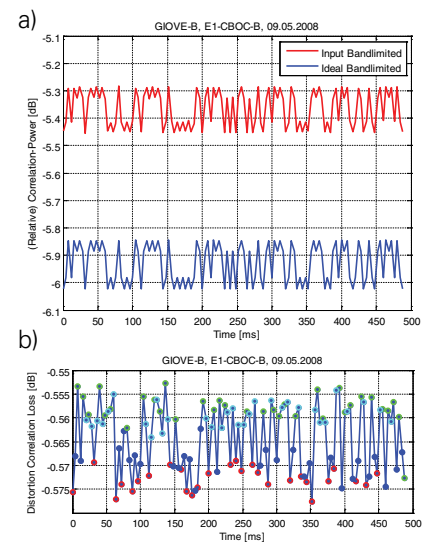 a)
GIOVE-B, E1-CBOC-B, 09.05.2008
(Relative) Correlation-Power [dB]
-5.1
-5.2
-5.3
-5.4
-5.5
-5.6
-5.7
-5.8
-5.9
-6
-6.1
Input Bandlimited
Ideal Bandlimited
0 50 100 150 200 250 300 350 400 450 500
Time [ms]
b)
GIOVE-B, E1-CBOC-B, 09.05.2008
Distortion Correlation Loss [dB]
-0.55
-0.555
-0.56
-0.565
-0.57
-0.575
0 50 100 150 200 250 300 350 400 450 500
Time [ms]